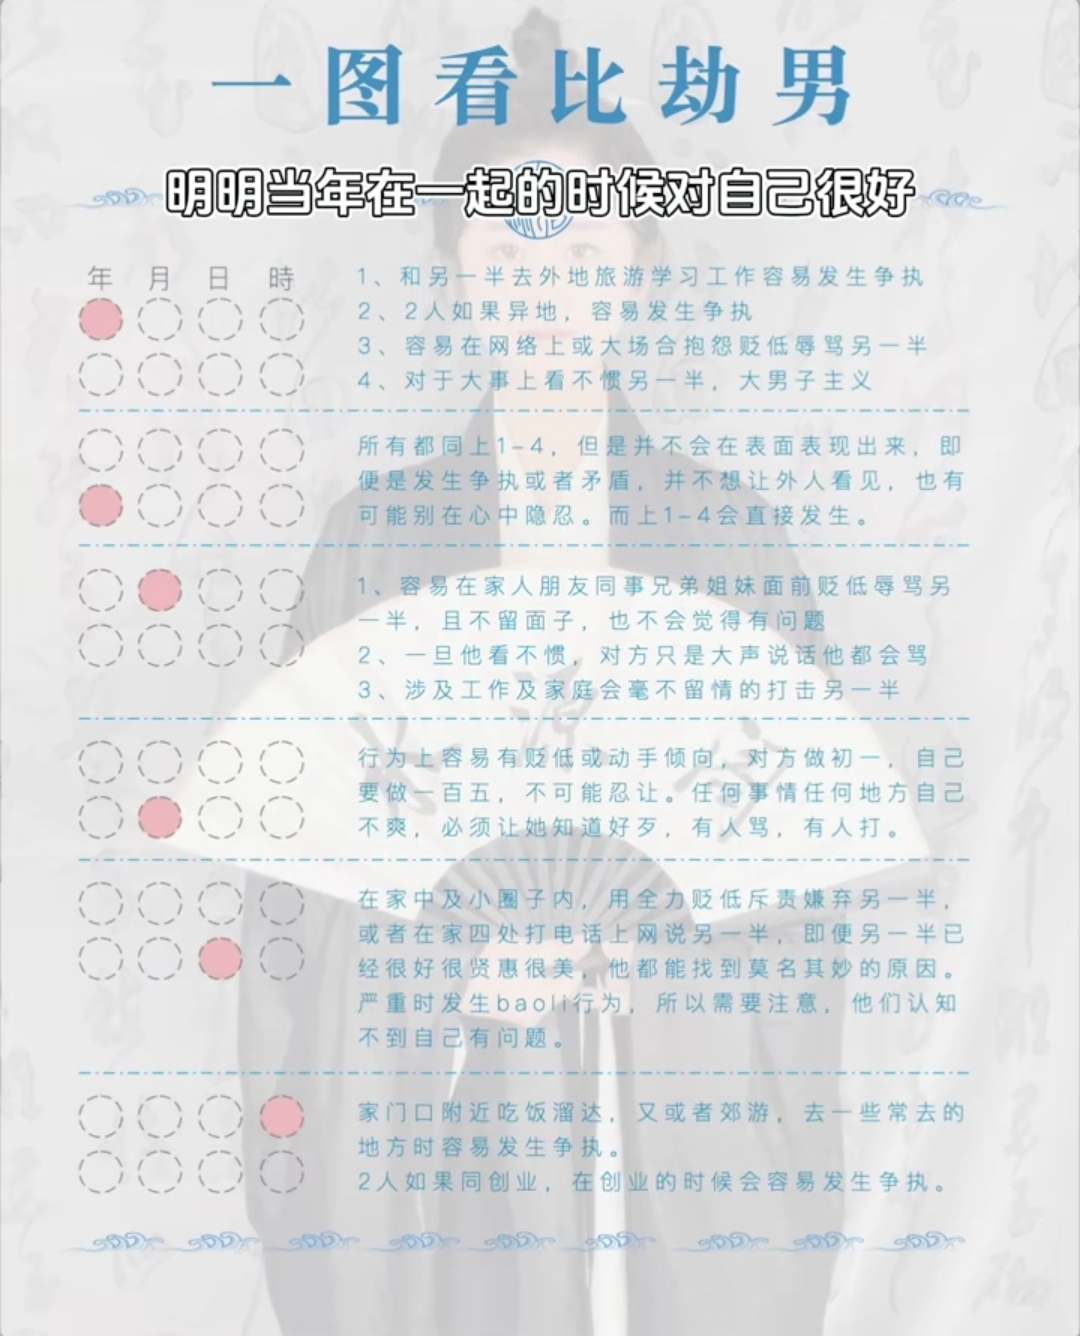 一图看比劫男
明明当年在一起的时候对自己很好
年 月 日 時
1、和另一半去外地旅游学习工作容易发生争执
2、2人如果异地，容易发生争执
3、容易在网络上或大场合抱怨贬低辱骂另一半
4、对于大事上看不惯另一半，大男子主义
所有都同上1-4，但是并不会在表面表现出来，即
便是发生争执或者矛盾，并不想让外人看见，也有
可能别在心中隐忍。而上1-4会直接发生。
1、容易在家人朋友同事兄弟姐妹面前贬低辱骂另
一半，且不留面子，也不会觉得有问题
2、一旦他看不惯，对方只是大声说话他都会骂
3、涉及工作及家庭会毫不留情的打击另一半
行为上容易有贬低或动手倾向，对方做初一，自己
要做一百五，不可能忍让。任何事情任何地方自己
不爽，必须让她知道好歹，有人骂，有人打。
在家中及小圈子内，用全力贬低斥责嫌弃另一半，
或者在家四处打电话上网说另一半，即便另一半已
经很好很贤惠很美，他都能找到莫名其妙的原因。
严重时发生baoli行为，所以需要注意，他们认知
不到自己有问题。
家门口附近吃饭溜达，又或者郊游，去一些常去的
地方时容易发生争执。
2人如果同创业，在创业的时候会容易发生争执。